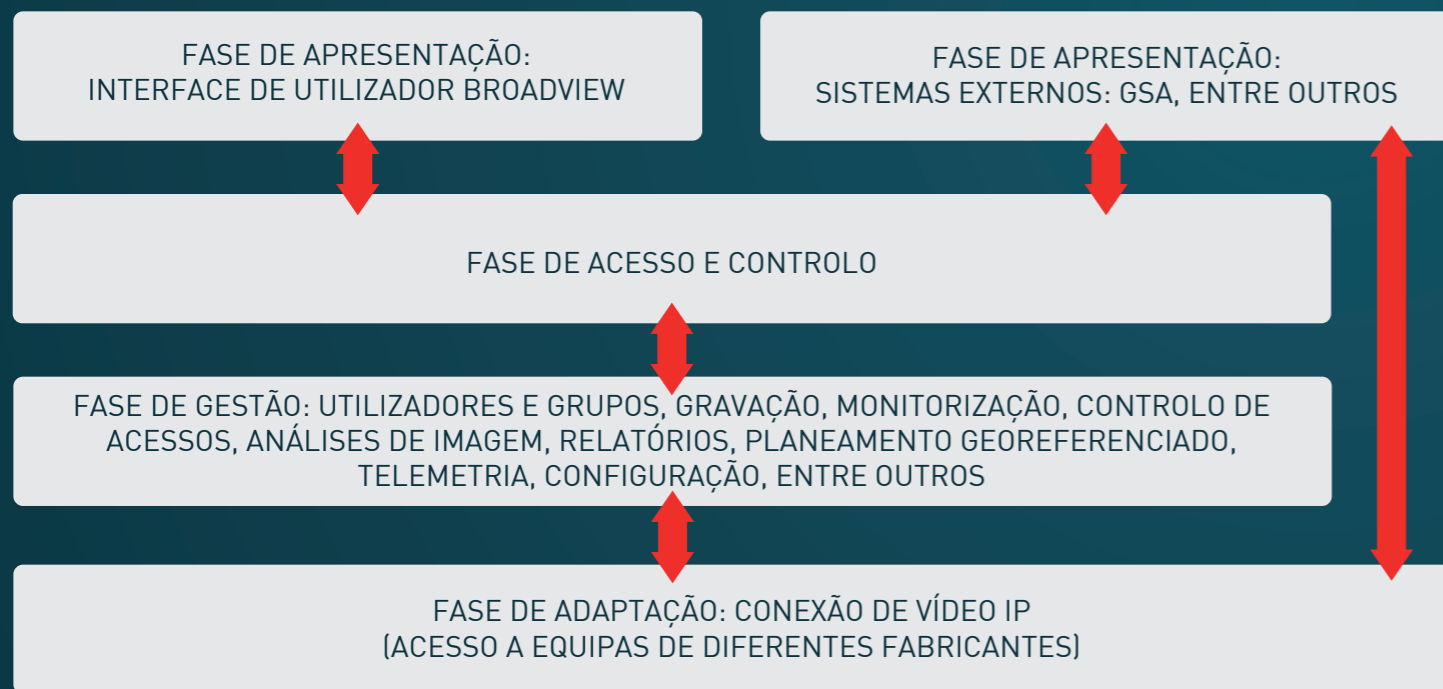 FASE DE APRESENTAÇÃO:
INTERFACE DE UTILIZADOR BROADVIEW
FASE DE APRESENTAÇÃO:
SISTEMAS EXTERNOS: GSA, ENTRE OUTROS
FASE DE ACESSO E CONTROLO
FASE DE GESTÃO: UTILIZADORES E GRUPOS, GRAVAÇÃO, MONITORIZAÇÃO, CONTROLO DE
ACESSOS, ANÁLISES DE IMAGEM, RELATÓRIOS, PLANEAMENTO GEOREFERENCIADO,
TELEMETRIA, CONFIGURAÇÃO, ENTRE OUTROS
FASE DE ADAPTAÇÃO: CONEXÃO DE VÍDEO IP
(ACESSO A EQUIPAS DE DIFERENTES FABRICANTES)